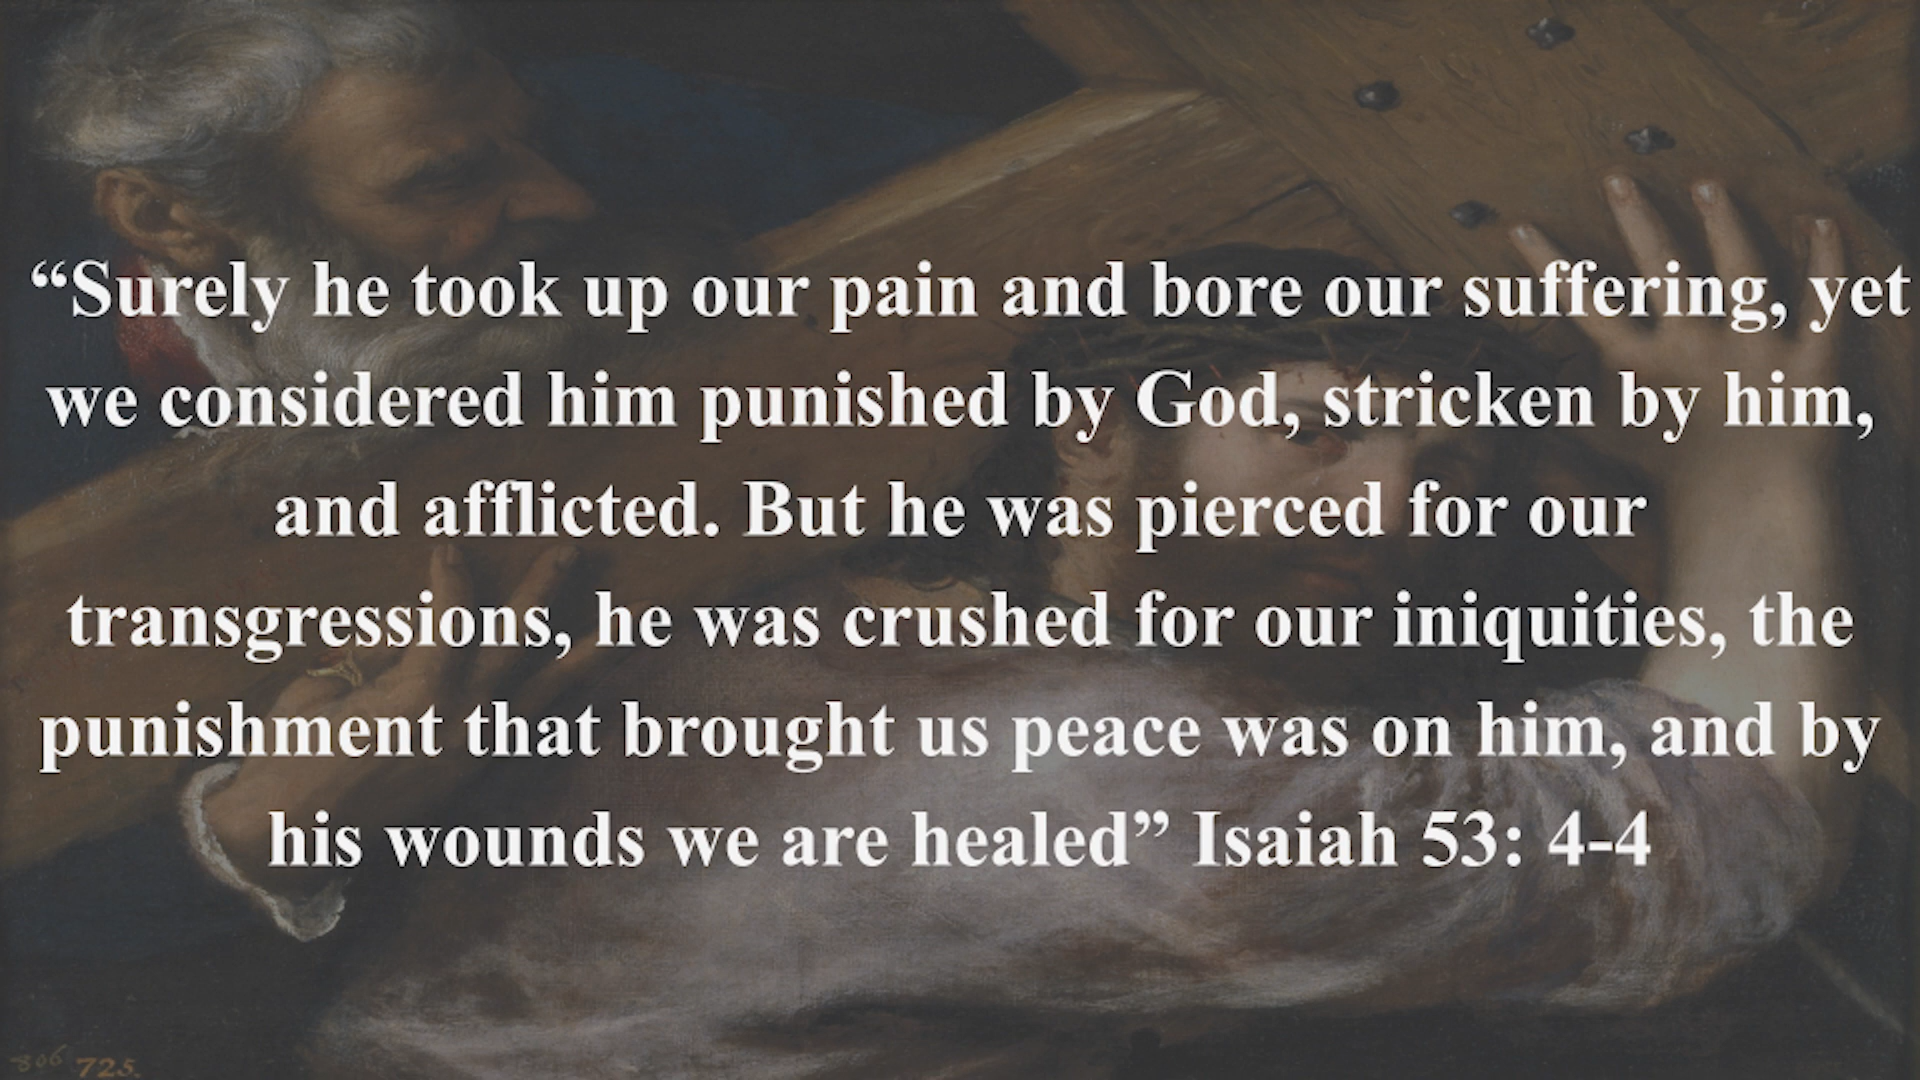 “Surely he took up our pain and bore our suffering, yet
we considered him punished by God, stricken by him,
and afflicted. But he was pierced for our
transgressions, he was crushed for our iniquities, the
punishment that brought us peace was on him, and by
his wounds we are healed” Isaiah 53: 4-4
806 725.